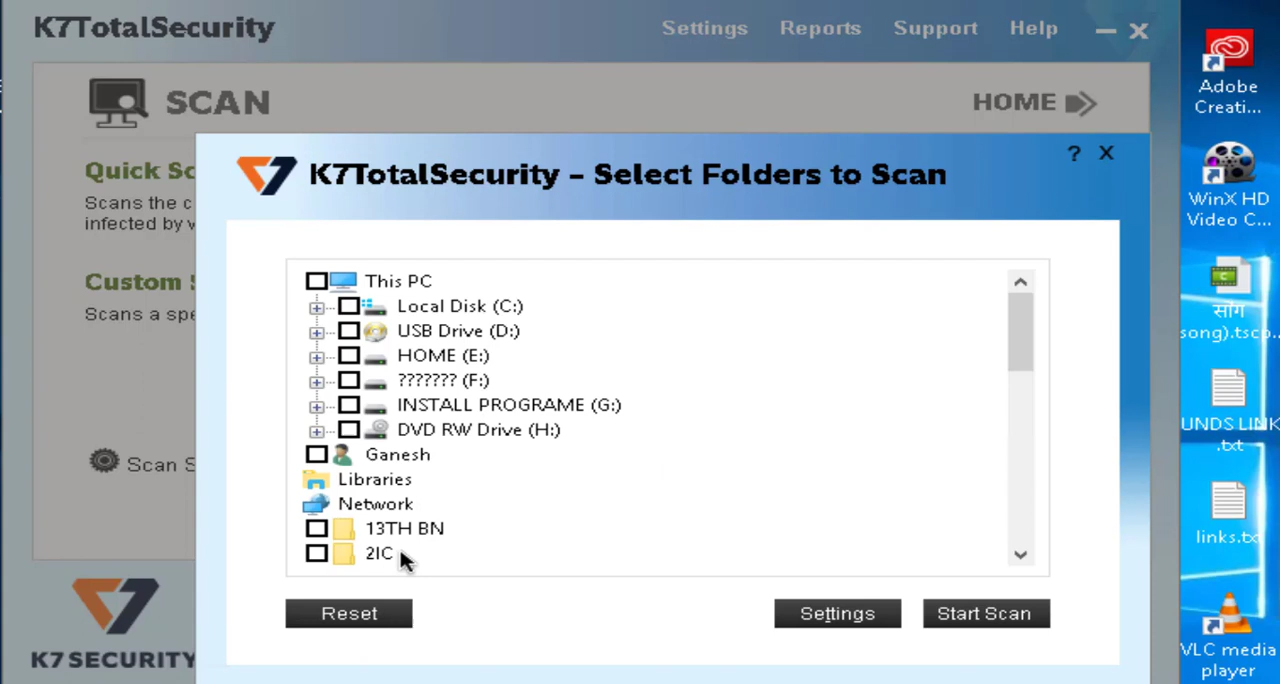 K7TotalSecurity
Settings Reports Support Help
SCAN
HOME
Quick Sc
Scans the c
infected by v
Custom S
Scans a spe
Scan S
K7 SECURITY
K7TotalSecurity - Select Folders to Scan
?
X
This PC
Local Disk (C:)
USB Drive (D:)
HOME (E:)
??????? (F:)
INSTALL PROGRAME (G:)
DVD RW Drive (H:)
Ganesh
Libraries
Network
13TH BN
2IC
Reset Settings Start Scan
Adobe
Creati...
WinX HD
Video C...
सोंग
song).tscp..
UNDS LINK
.txt
links.tx
VLC media
player